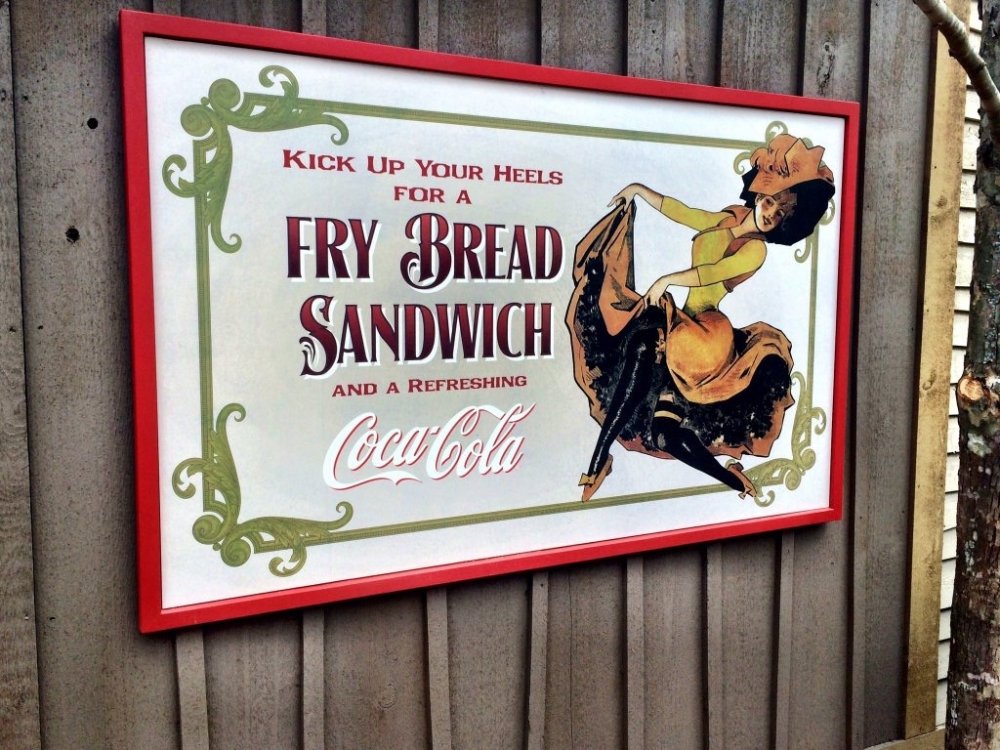 Kick Up Your Heels
for a
Fry Bread
Sandwich
and a Refreshing
Coca-Cola